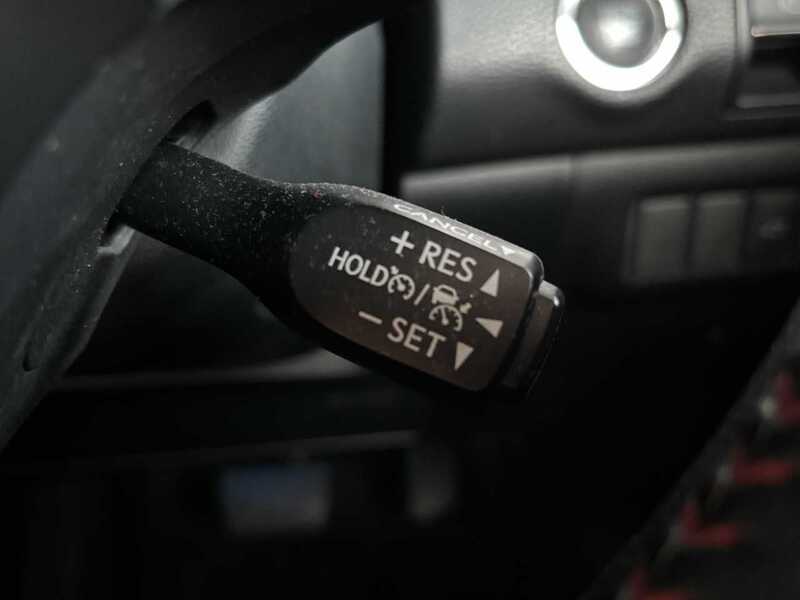 CANCEL
+ RES ▲
HOLD /
- SET ▼